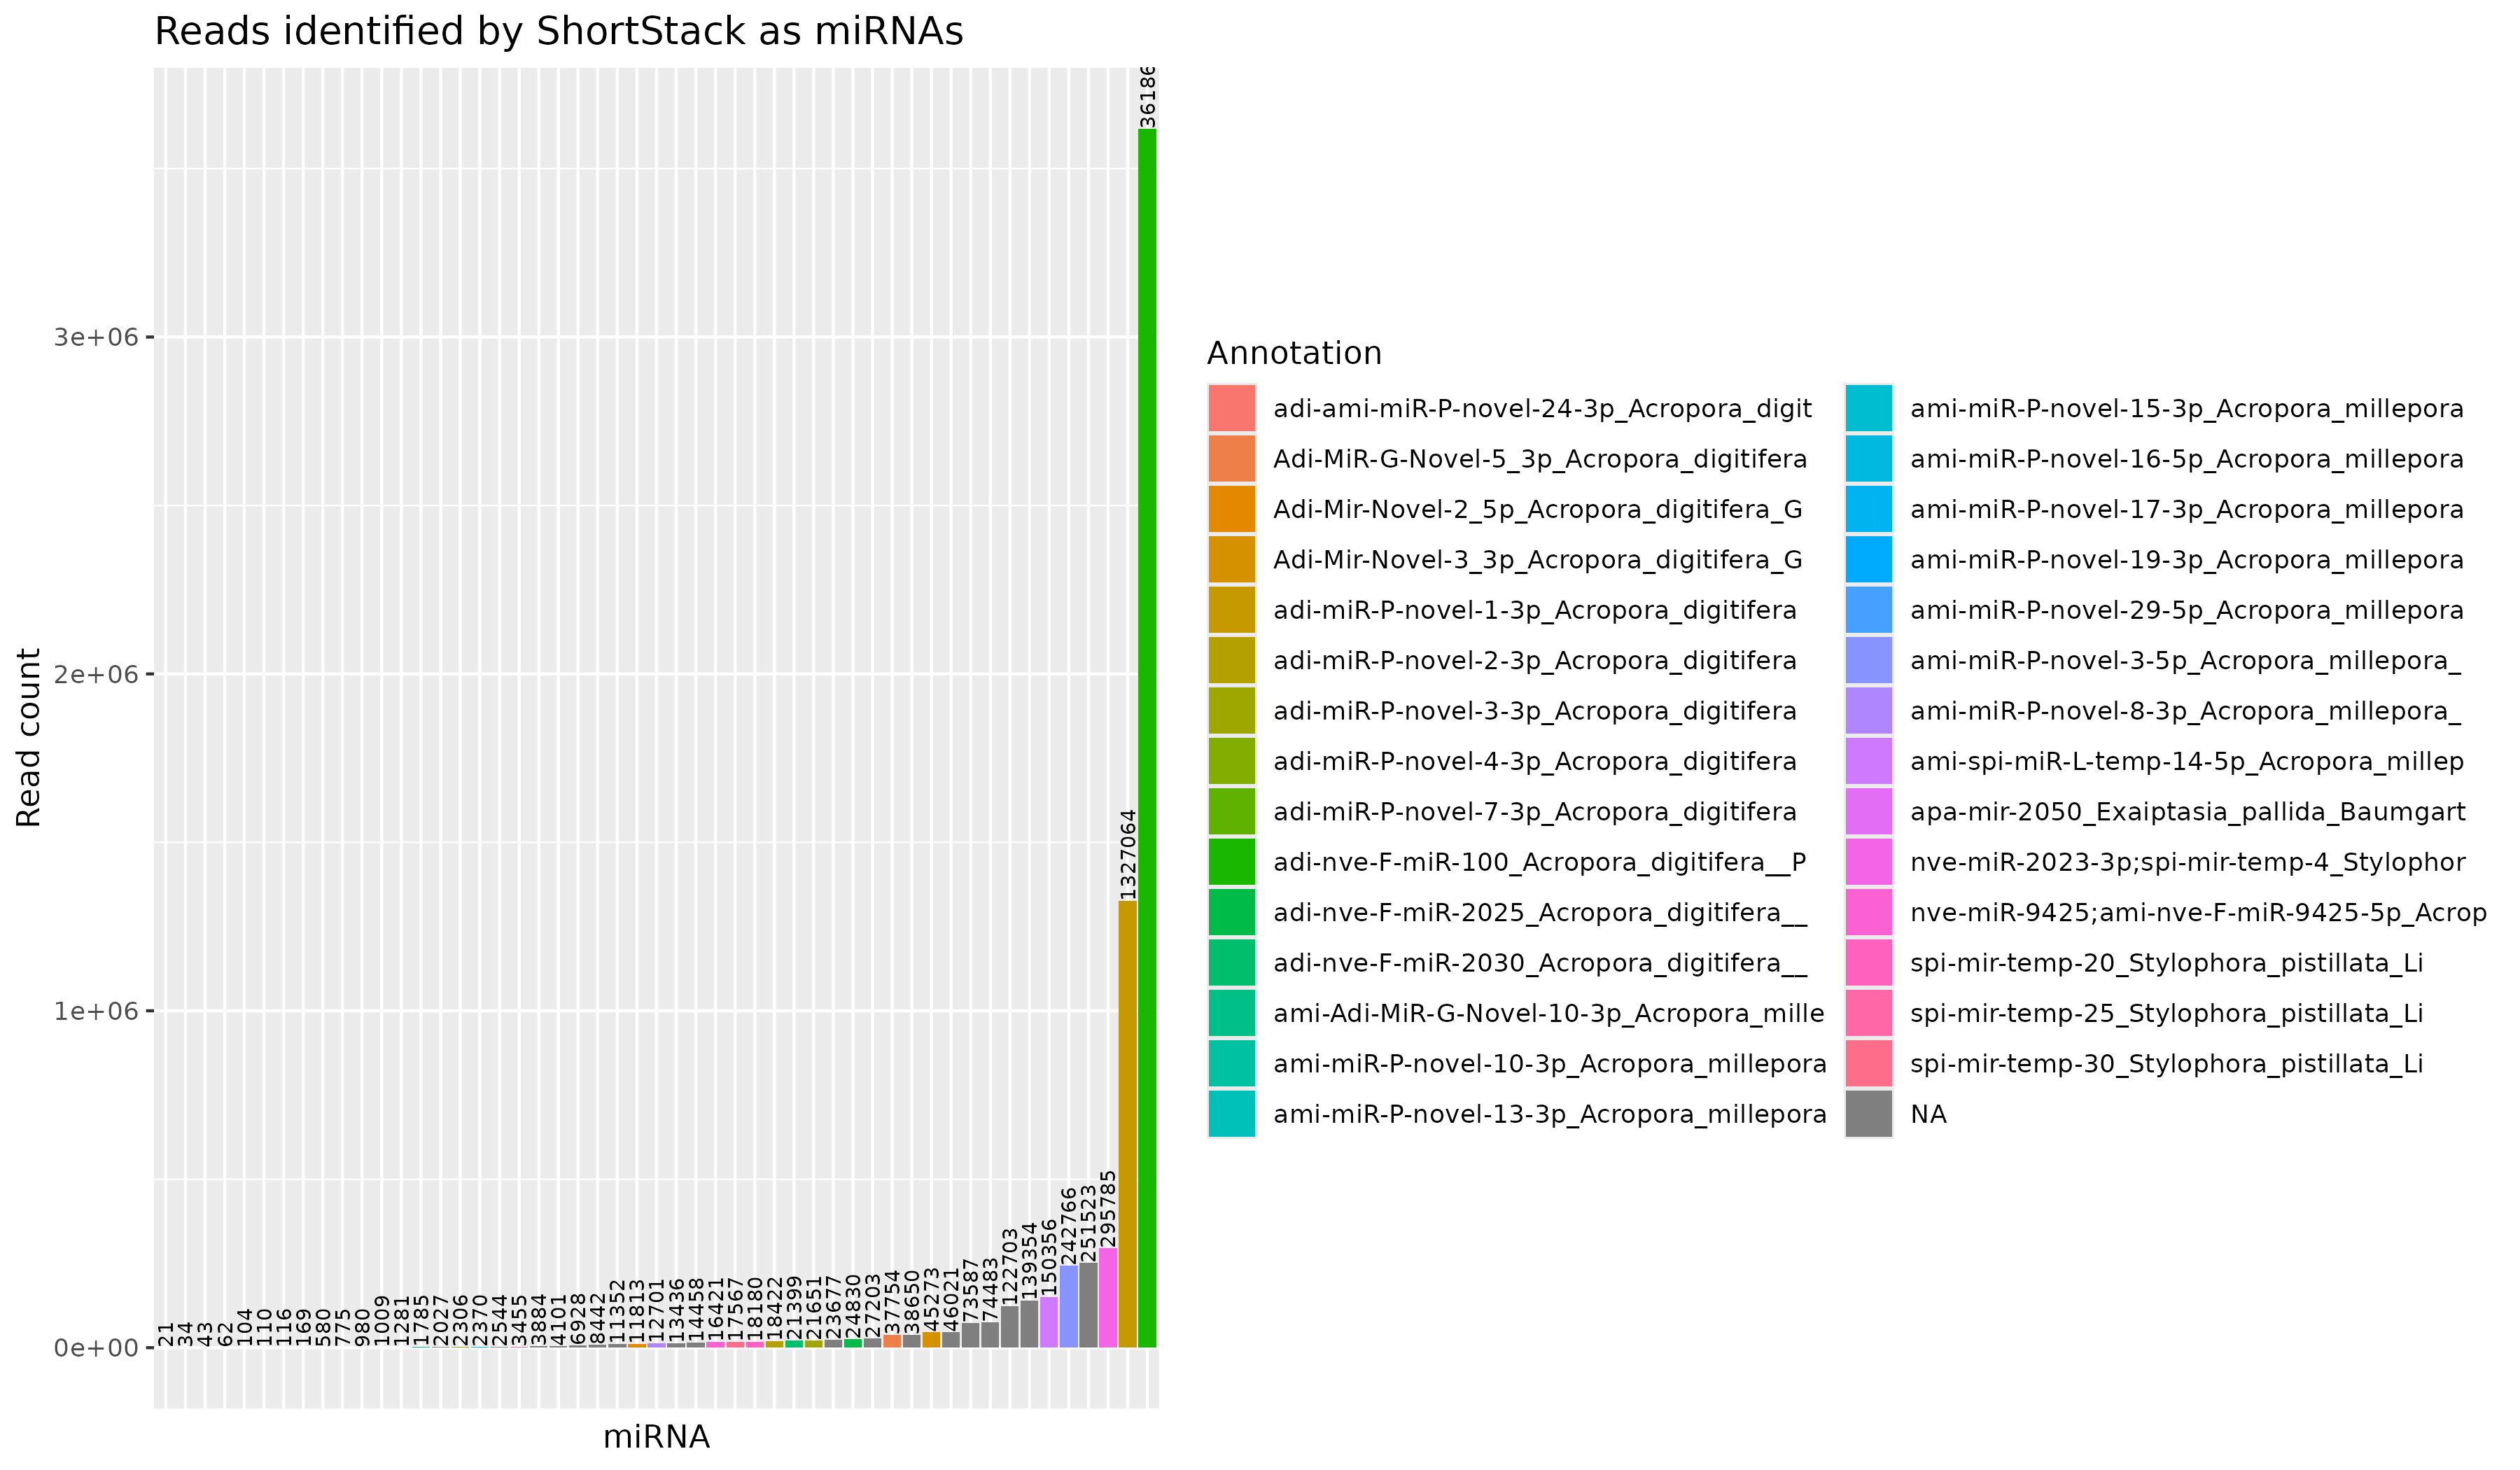 Reads identified by ShortStack as miRNAs
Read count
3e+06
2e+06
1e+06
0e+00
21
34
43
62
104
110
116
169
580
775
980
1009
1281
1785
2027
2306
2370
2544
3455
3884
4101
6928
8442
11352
11813
12701
13436
14458
16421
17567
18180
18422
21399
21651
23677
24830
27203
37754
38650
45273
46021
73587
74483
122703
139354
150356
242766
251523
295785
1327064
36186
miRNA
Annotation
adi-ami-miR-P-novel-24-3p_Acropora_digit
Adi-MiR-G-Novel-5_3p_Acropora_digitifera
Adi-Mir-Novel-2_5p_Acropora_digitifera_G
Adi-Mir-Novel-3_3p_Acropora_digitifera_G
adi-miR-P-novel-1-3p_Acropora_digitifera
adi-miR-P-novel-2-3p_Acropora_digitifera
adi-miR-P-novel-3-3p_Acropora_digitifera
adi-miR-P-novel-4-3p_Acropora_digitifera
adi-miR-P-novel-7-3p_Acropora_digitifera
adi-nve-F-miR-100_Acropora_digitifera__P
adi-nve-F-miR-2025_Acropora_digitifera__
adi-nve-F-miR-2030_Acropora_digitifera__
ami-Adi-MiR-G-Novel-10-3p_Acropora_mille
ami-miR-P-novel-10-3p_Acropora_millepora
ami-miR-P-novel-13-3p_Acropora_millepora
ami-miR-P-novel-15-3p_Acropora_millepora
ami-miR-P-novel-16-5p_Acropora_millepora
ami-miR-P-novel-17-3p_Acropora_millepora
ami-miR-P-novel-19-3p_Acropora_millepora
ami-miR-P-novel-29-5p_Acropora_millepora
ami-miR-P-novel-3-5p_Acropora_millepora_
ami-miR-P-novel-8-3p_Acropora_millepora_
ami-spi-miR-L-temp-14-5p_Acropora_millep
apa-mir-2050_Exaiptasia_pallida_Baumgart
nve-miR-2023-3p;spi-mir-temp-4_Stylophor
nve-miR-9425;ami-nve-F-miR-9425-5p_Acrop
spi-mir-temp-20_Stylophora_pistillata_Li
spi-mir-temp-25_Stylophora_pistillata_Li
spi-mir-temp-30_Stylophora_pistillata_Li
NA